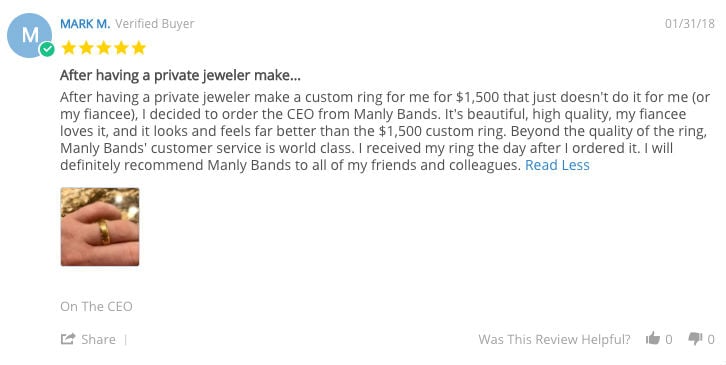 M
MARK M. Verified Buyer
01/31/18
After having a private jeweler make...
After having a private jeweler make a custom ring for me for $1,500 that just doesn't do it for me (or
my fiancee), I decided to order the CEO from Manly Bands. It's beautiful, high quality, my fiancee
loves it, and it looks and feels far better than the $1,500 custom ring. Beyond the quality of the ring,
Manly Bands' customer service is world class. I received my ring the day after I ordered it. I will
definitely recommend Manly Bands to all of my friends and colleagues. Read Less
On The CEO
Share |
Was This Review Helpful? 0 0